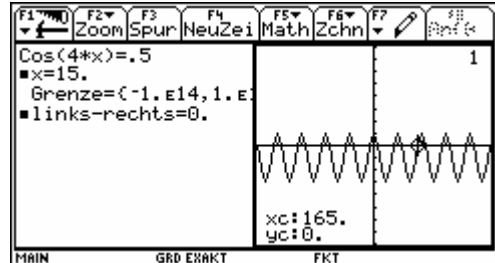 F1 F2 Zoom F3 Spur F4 NeuZei F5 Math F6 Zchn F7
Cos(4*x)=.5
▪x=15.
Grenze={-1.E14,1.E
▪links-rechts=0.
1
xc:165.
yc:0.
MAIN GRD EXAKT FKT